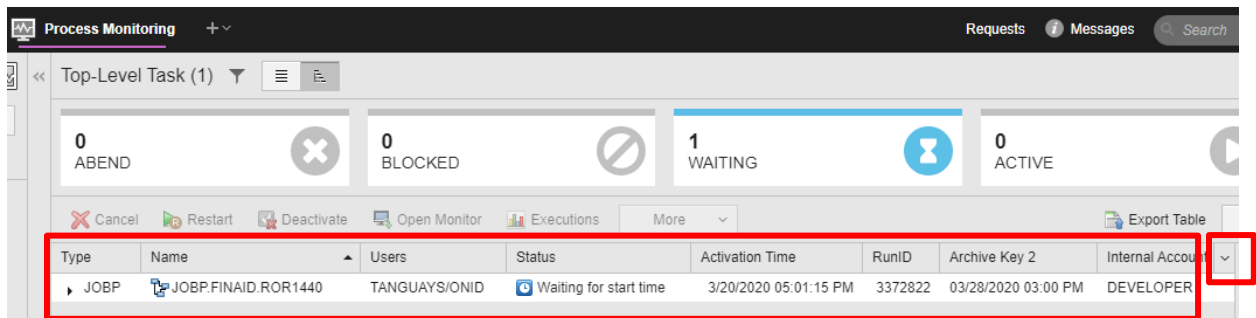 Process Monitoring + Requests i Messages Search
Top-Level Task (1)
0 0 1 0
ABEND BLOCKED WAITING ACTIVE
Cancel Restart Deactivate Open Monitor Executions More Export Table
Type Name Users Status Activation Time RunID Archive Key 2 Internal Account
JOBP JOBP.FINAID.ROR1440 TANGUAYS/ONID Waiting for start time 3/20/2020 05:01:15 PM 3372822 03/28/2020 03:00 PM DEVELOPER